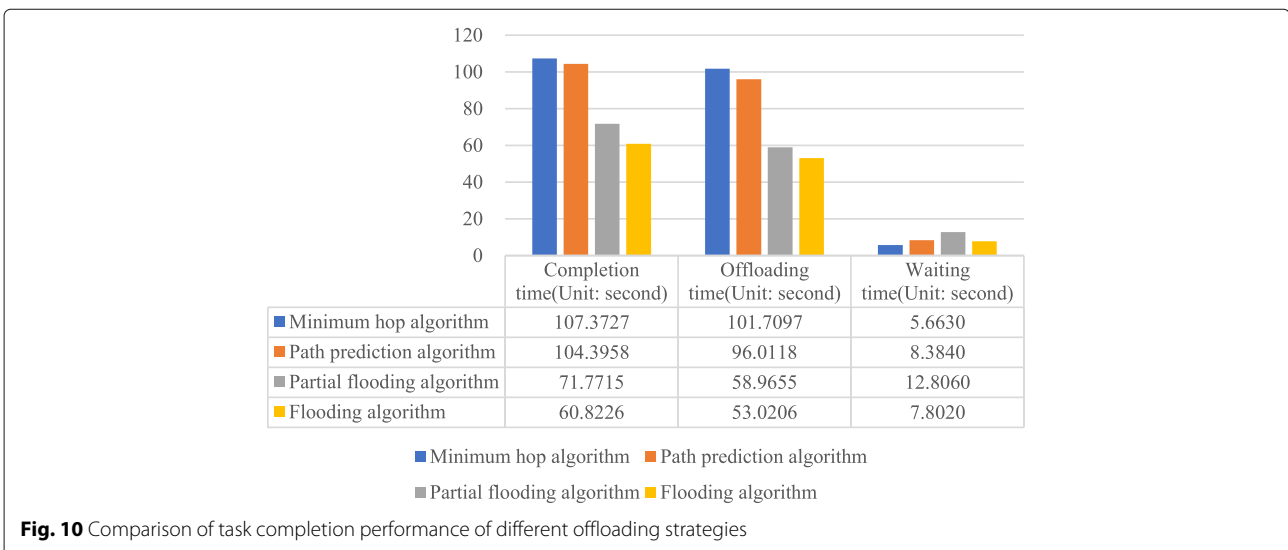 120
100
80
60
40
20
0
Completion time(Unit: second) Offloading time(Unit: second) Waiting time(Unit: second)
Minimum hop algorithm 107.3727 101.7097 5.6630
Path prediction algorithm 104.3958 96.0118 8.3840
Partial flooding algorithm 71.7715 58.9655 12.8060
Flooding algorithm 60.8226 53.0206 7.8020
Minimum hop algorithm Path prediction algorithm
Partial flooding algorithm Flooding algorithm
Fig. 10 Comparison of task completion performance of different offloading strategies